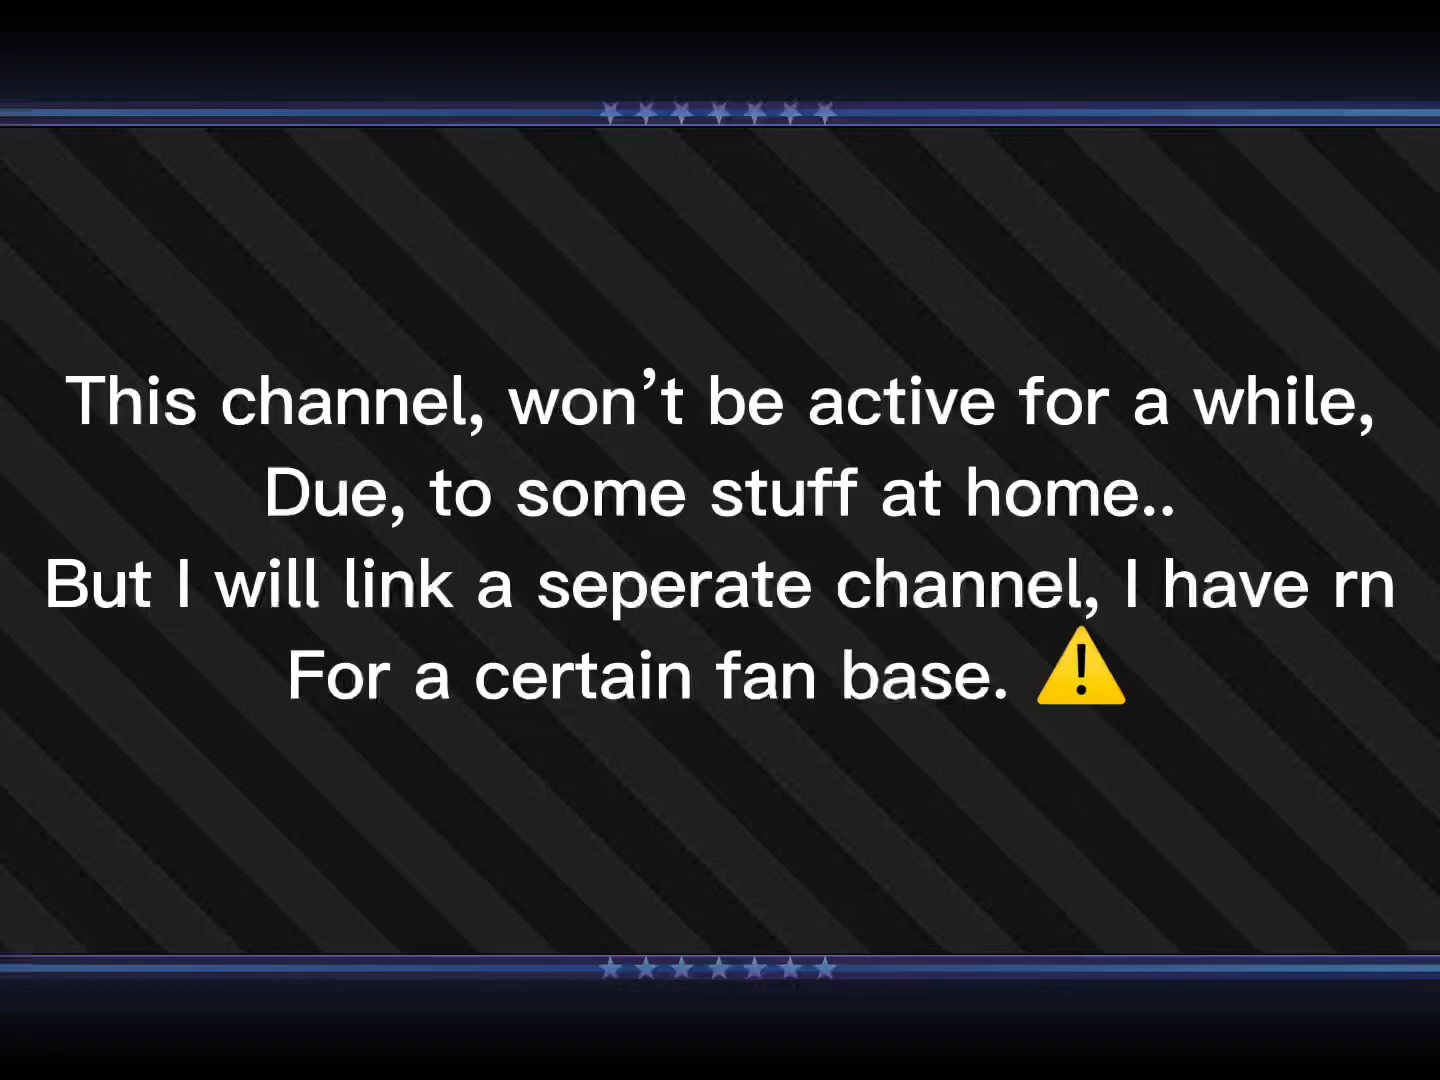 This channel, won’t be active for a while,
Due, to some stuff at home..
But I will link a seperate channel, I have rn
For a certain fan base. ⚠️